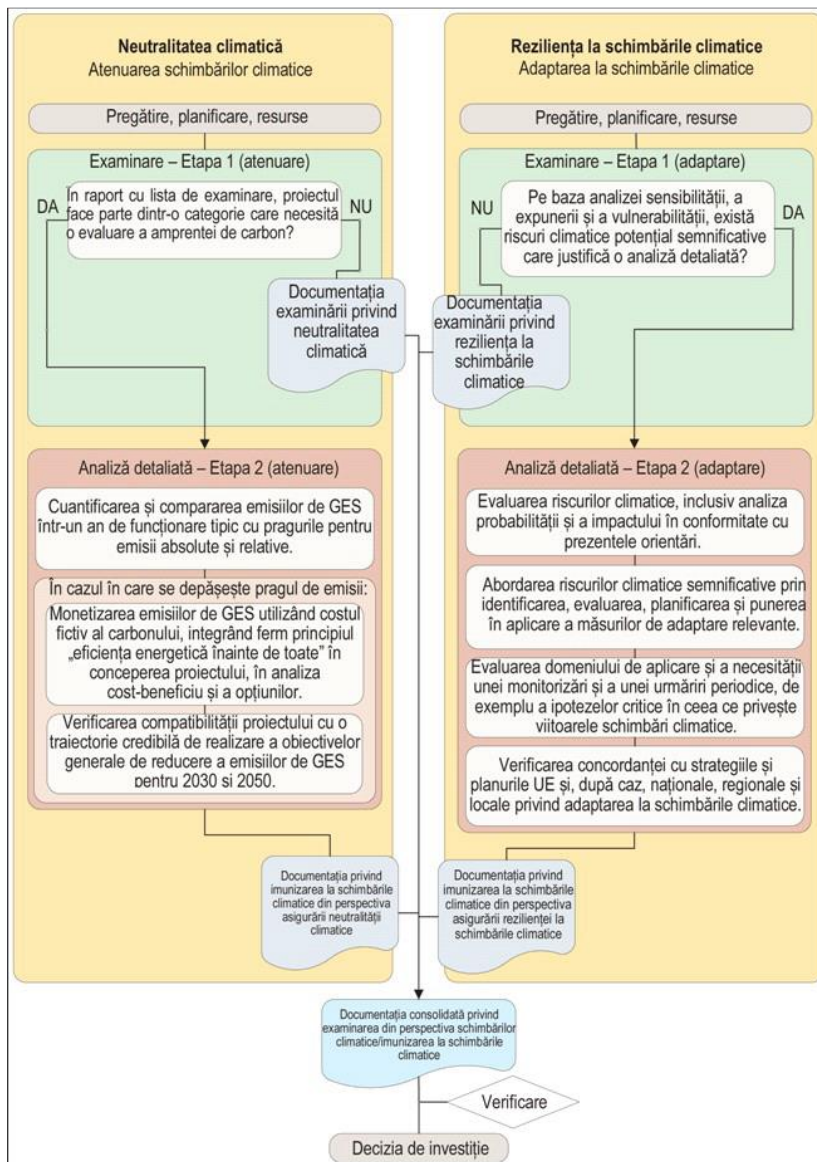 Neutralitatea climatică
Atenuarea schimbărilor climatice
Pregătire, planificare, resurse
Examinare – Etapa 1 (atenuare)
În raport cu lista de examinare, proiectul
face parte dintr-o categorie care necesită
o evaluare a amprentei de carbon?
DA
NU
Documentația
examinării privind
neutralitatea
climatică
Analiză detaliată – Etapa 2 (atenuare)
Cuantificarea și compararea emisiilor de GES
într-un an de funcționare tipic cu pragurile pentru
emisii absolute și relative.
În cazul în care se depășește pragul de emisii:
Monetizarea emisiilor de GES utilizând costul
fictiv al carbonului, integrând ferm principiul
„eficiența energetică înainte de toate” în
conceperea proiectului, în analiza
cost-beneficiu și a opțiunilor.
Verificarea compatibilității proiectului cu o
traiectorie credibilă de realizare a obiectivelor
generale de reducere a emisiilor de GES
pentru 2030 si 2050.
Documentația privind
imunizarea la schimbările
climatice din perspectiva
asigurării neutralității
climatice
Reziliența la schimbările climatice
Adaptarea la schimbările climatice
Pregătire, planificare, resurse
Examinare – Etapa 1 (adaptare)
Pe baza analizei sensibilității, a
expunerii și a vulnerabilității, există
riscuri climatice potențial semnificative
care justifică o analiză detaliată?
NU
DA
Documentația
examinării privind
reziliența la
schimbările
climatice
Analiză detaliată – Etapa 2 (adaptare)
Evaluarea riscurilor climatice, inclusiv analiza
probabilității și a impactului în conformitate cu
prezentele orientări.
Abordarea riscurilor climatice semnificative prin
identificarea, evaluarea, planificarea și punerea
în aplicare a măsurilor de adaptare relevante.
Evaluarea domeniului de aplicare și a necesității
unei monitorizări și a unei urmăriri periodice, de
exemplu a ipotezelor critice în ceea ce privește
viitoarele schimbări climatice.
Verificarea concordanței cu strategiile și
planurile UE și, după caz, naționale, regionale și
locale privind adaptarea la schimbările climatice.
Documentația privind
imunizarea la schimbările
climatice din perspectiva
asigurării rezilienței la
schimbările climatice
Documentația consolidată privind
examinarea din perspectiva schimbărilor
climatice/imunizarea la schimbările
climatice
Verificare
Decizia de investiție